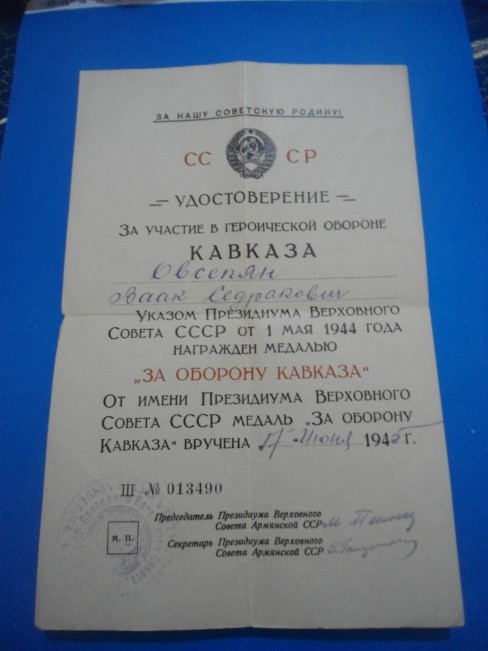 ЗА НАШУ СОВЕТСКУЮ РОДИНУ!
СС СР
УДОСТОВЕРЕНИЕ
ЗА УЧАСТИЕ В ГЕРОИЧЕСКОЙ ОБОРОНЕ
КАВКАЗА
Овсепян
Ваак Седракович
Указом Президиума Верховного
Совета СССР от 1 мая 1944 года
награжден медалью
„ЗА ОБОРОНУ КАВКАЗА“
От имени Президиума Верховного
Совета СССР медаль „За оборону
Кавказа“ вручена „17“ Июня 1945 г.
Ш № 013490
Председатель Президиума Верховного
Совета Армянской ССР
М. П.
Секретарь Президиума Верховного
Совета Армянской ССР